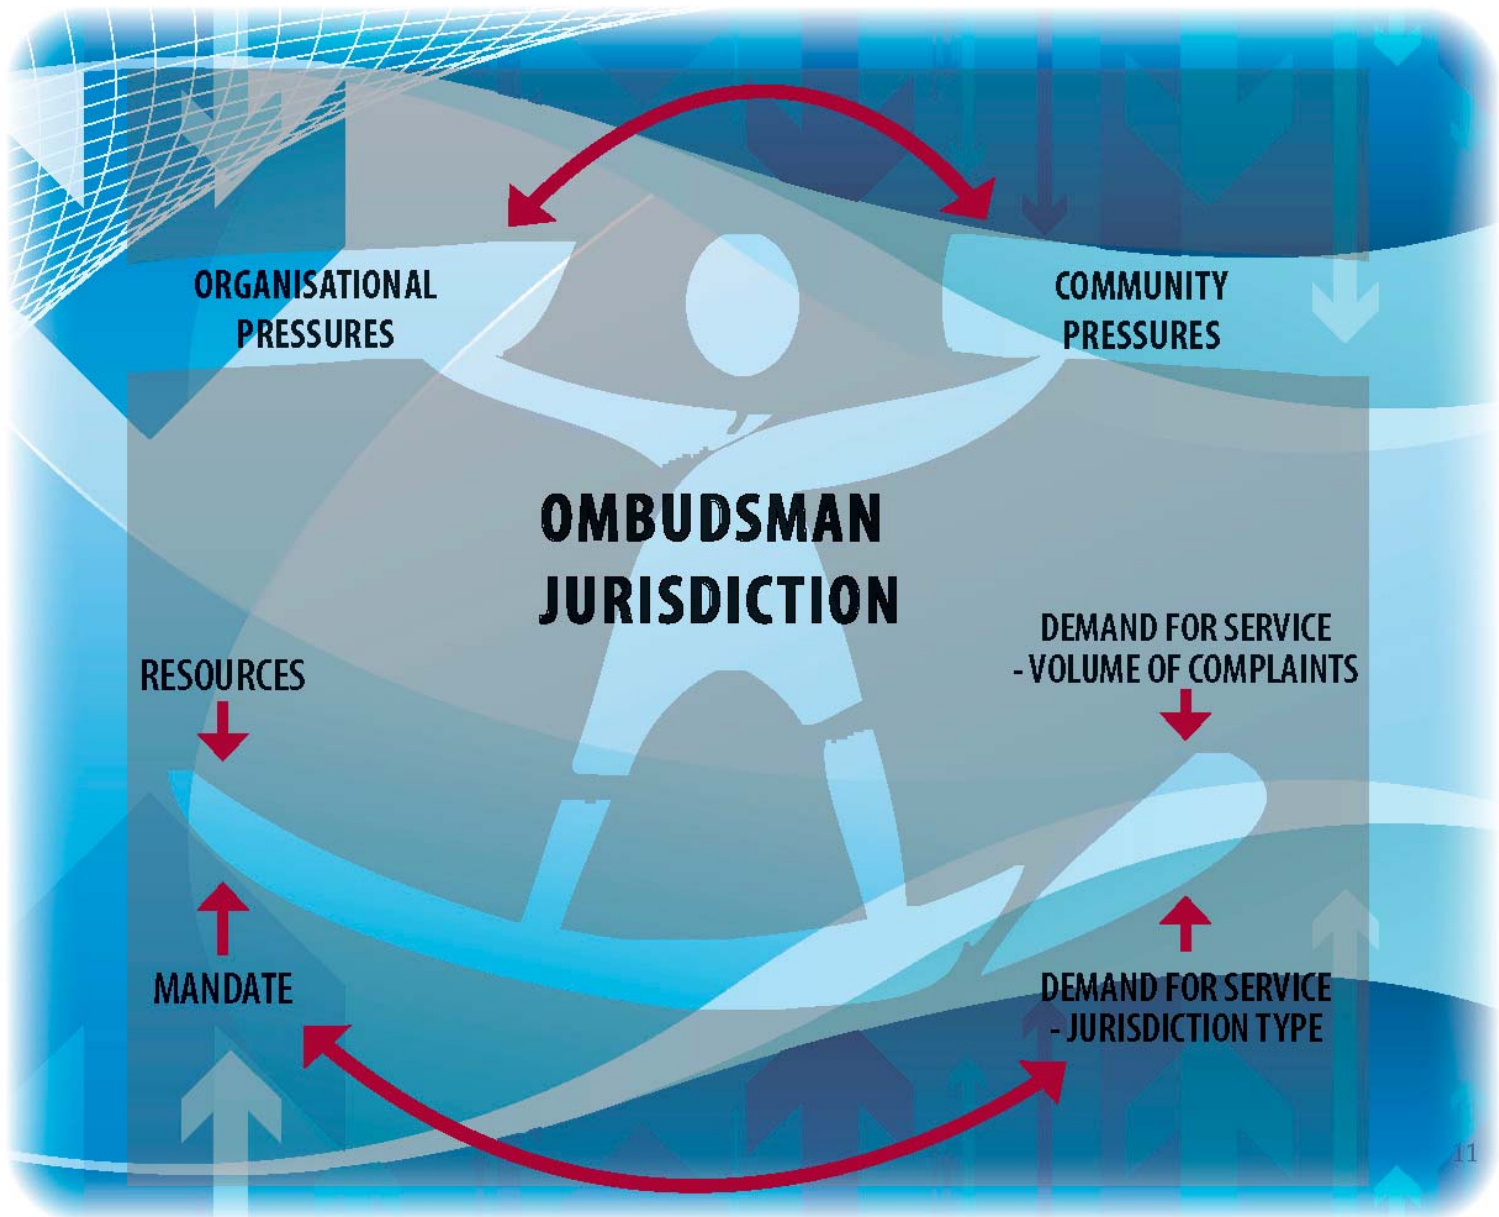 ORGANISATIONAL
PRESSURES
COMMUNITY
PRESSURES
OMBUDSMAN
JURISDICTION
RESOURCES
DEMAND FOR SERVICE
- VOLUME OF COMPLAINTS
MANDATE
DEMAND FOR SERVICE
- JURISDICTION TYPE
11